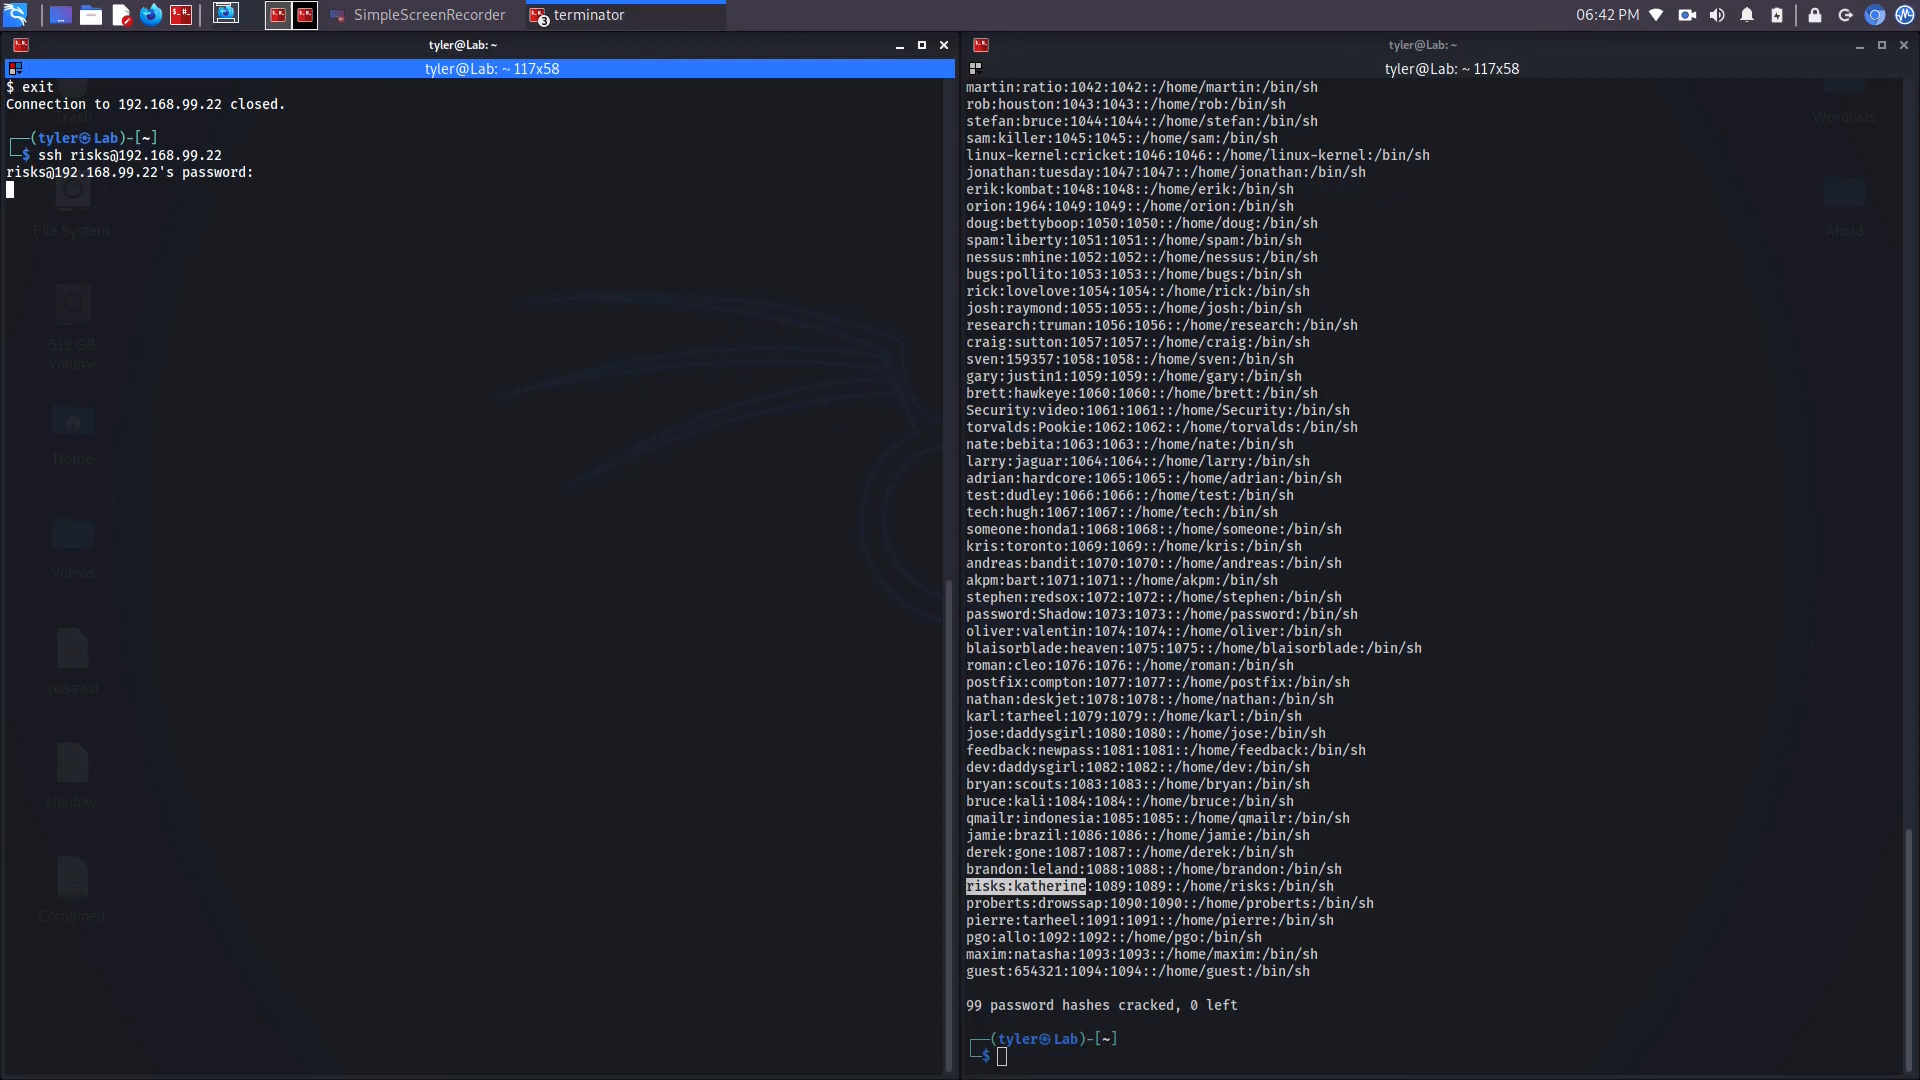 SimpleScreenRecorder
3 terminator
06:42 PM
tyler@Lab: ~
tyler@Lab: ~ 117x58
$ exit
Connection to 192.168.99.22 closed.
┌──(tyler㉿Lab)-[~]
└─$ ssh risks@192.168.99.22
risks@192.168.99.22's password:
Trash
File System
512 GB
Volume
Home
Videos
passwd
shadow
Combined
tyler@Lab: ~
tyler@Lab: ~ 117x58
martin:ratio:1042:1042::/home/martin:/bin/sh
rob:houston:1043:1043::/home/rob:/bin/sh
stefan:bruce:1044:1044::/home/stefan:/bin/sh
sam:killer:1045:1045::/home/sam:/bin/sh
linux-kernel:cricket:1046:1046::/home/linux-kernel:/bin/sh
jonathan:tuesday:1047:1047::/home/jonathan:/bin/sh
erik:kombat:1048:1048::/home/erik:/bin/sh
orion:1964:1049:1049::/home/orion:/bin/sh
doug:bettyboop:1050:1050::/home/doug:/bin/sh
spam:liberty:1051:1051::/home/spam:/bin/sh
nessus:mhine:1052:1052::/home/nessus:/bin/sh
bugs:pollito:1053:1053::/home/bugs:/bin/sh
rick:lovelove:1054:1054::/home/rick:/bin/sh
josh:raymond:1055:1055::/home/josh:/bin/sh
research:truman:1056:1056::/home/research:/bin/sh
craig:sutton:1057:1057::/home/craig:/bin/sh
sven:159357:1058:1058::/home/sven:/bin/sh
gary:justin1:1059:1059::/home/gary:/bin/sh
brett:hawkeye:1060:1060::/home/brett:/bin/sh
Security:video:1061:1061::/home/Security:/bin/sh
torvalds:Pookie:1062:1062::/home/torvalds:/bin/sh
nate:bebita:1063:1063::/home/nate:/bin/sh
larry:jaguar:1064:1064::/home/larry:/bin/sh
adrian:hardcore:1065:1065::/home/adrian:/bin/sh
test:dudley:1066:1066::/home/test:/bin/sh
tech:hugh:1067:1067::/home/tech:/bin/sh
someone:honda1:1068:1068::/home/someone:/bin/sh
kris:toronto:1069:1069::/home/kris:/bin/sh
andreas:bandit:1070:1070::/home/andreas:/bin/sh
akpm:bart:1071:1071::/home/akpm:/bin/sh
stephen:redsox:1072:1072::/home/stephen:/bin/sh
password:Shadow:1073:1073::/home/password:/bin/sh
oliver:valentin:1074:1074::/home/oliver:/bin/sh
blaisorblade:heaven:1075:1075::/home/blaisorblade:/bin/sh
roman:cleo:1076:1076::/home/roman:/bin/sh
postfix:compton:1077:1077::/home/postfix:/bin/sh
nathan:deskjet:1078:1078::/home/nathan:/bin/sh
karl:tarheel:1079:1079::/home/karl:/bin/sh
jose:daddysgirl:1080:1080::/home/jose:/bin/sh
feedback:newpass:1081:1081::/home/feedback:/bin/sh
dev:daddysgirl:1082:1082::/home/dev:/bin/sh
bryan:scouts:1083:1083::/home/bryan:/bin/sh
bruce:kali:1084:1084::/home/bruce:/bin/sh
qmailr:indonesia:1085:1085::/home/qmailr:/bin/sh
jamie:brazil:1086:1086::/home/jamie:/bin/sh
derek:gone:1087:1087::/home/derek:/bin/sh
brandon:leland:1088:1088::/home/brandon:/bin/sh
risks:katherine:1089:1089::/home/risks:/bin/sh
proberts:drowssap:1090:1090::/home/proberts:/bin/sh
pierre:tarheel:1091:1091::/home/pierre:/bin/sh
pgo:allo:1092:1092::/home/pgo:/bin/sh
maxim:natasha:1093:1093::/home/maxim:/bin/sh
guest:654321:1094:1094::/home/guest:/bin/sh
99 password hashes cracked, 0 left
┌──(tyler㉿Lab)-[~]
└─$
Wordlists
Ahold